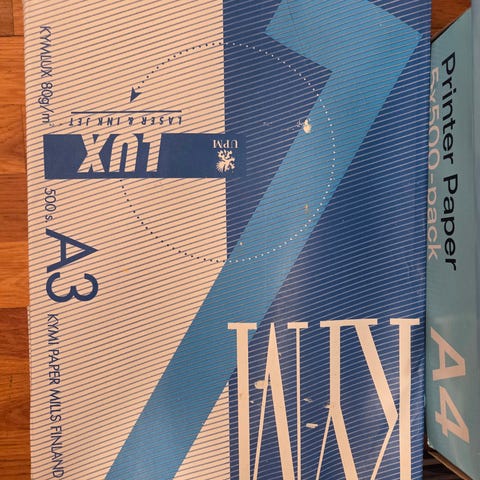 KYMLUX 80g/m² 500 s. A3 KYMI PAPER MILLS FINLAND
LASER & INK JET
LUX
UPM
KYM
Printer Paper
5x500-pack
A4